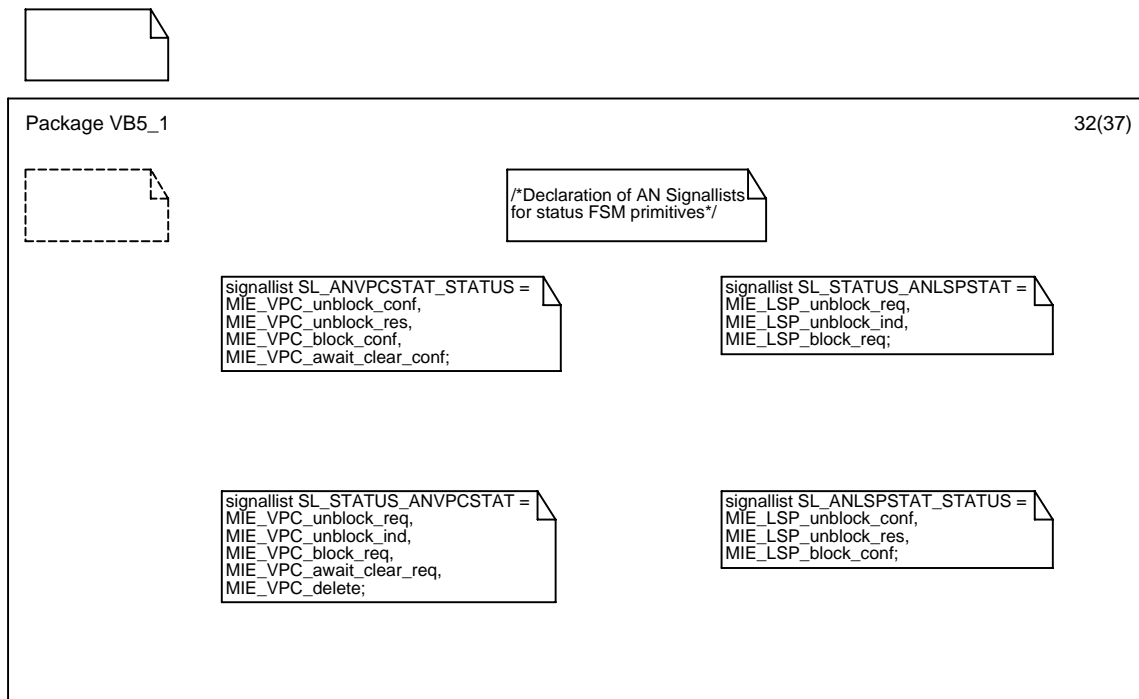 Package VB5_1
32(37)
/*Declaration of AN Signallists
for status FSM primitives*/
signallist SL_ANVPCSTAT_STATUS =
MIE_VPC_unblock_conf,
MIE_VPC_unblock_res,
MIE_VPC_block_conf,
MIE_VPC_await_clear_conf;
signallist SL_STATUS_ANLSPSTAT =
MIE_LSP_unblock_req,
MIE_LSP_unblock_ind,
MIE_LSP_block_req;
signallist SL_STATUS_ANVPCSTAT =
MIE_VPC_unblock_req,
MIE_VPC_unblock_ind,
MIE_VPC_block_req,
MIE_VPC_await_clear_req,
MIE_VPC_delete;
signallist SL_ANLSPSTAT_STATUS =
MIE_LSP_unblock_conf,
MIE_LSP_unblock_res,
MIE_LSP_block_conf;